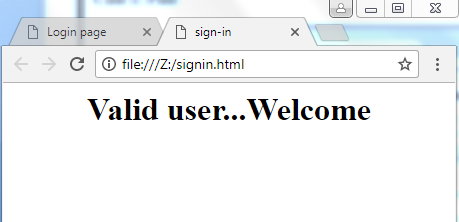 Login page
sign-in
file:///Z:/signin.html
Valid user...Welcome